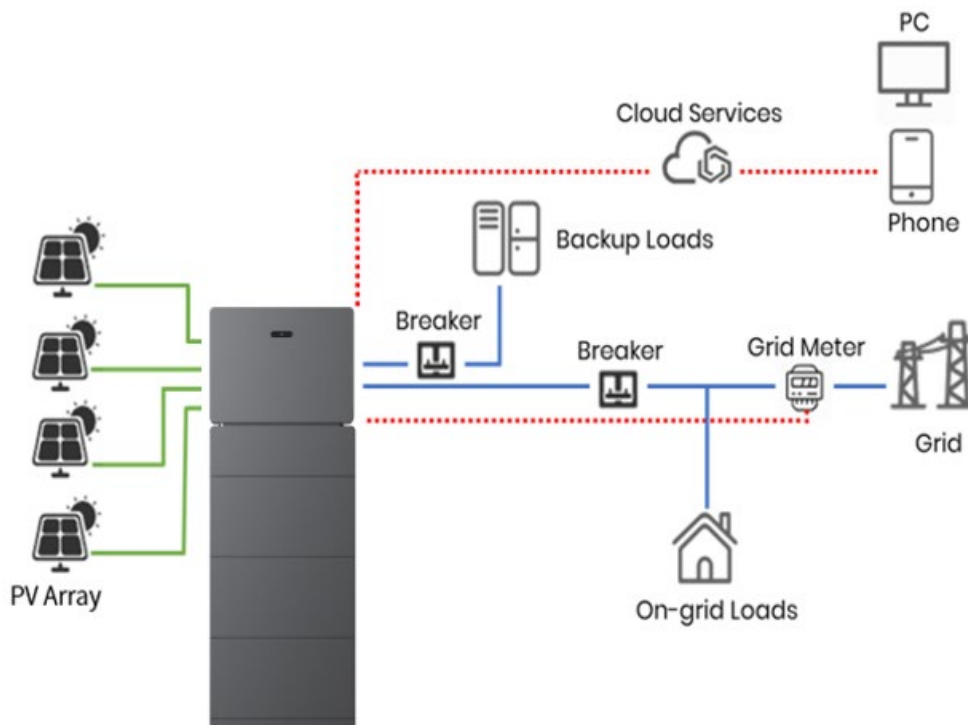 PC
Cloud Services
Phone
Backup Loads
Breaker
Breaker
Grid Meter
Grid
PV Array
On-grid Loads